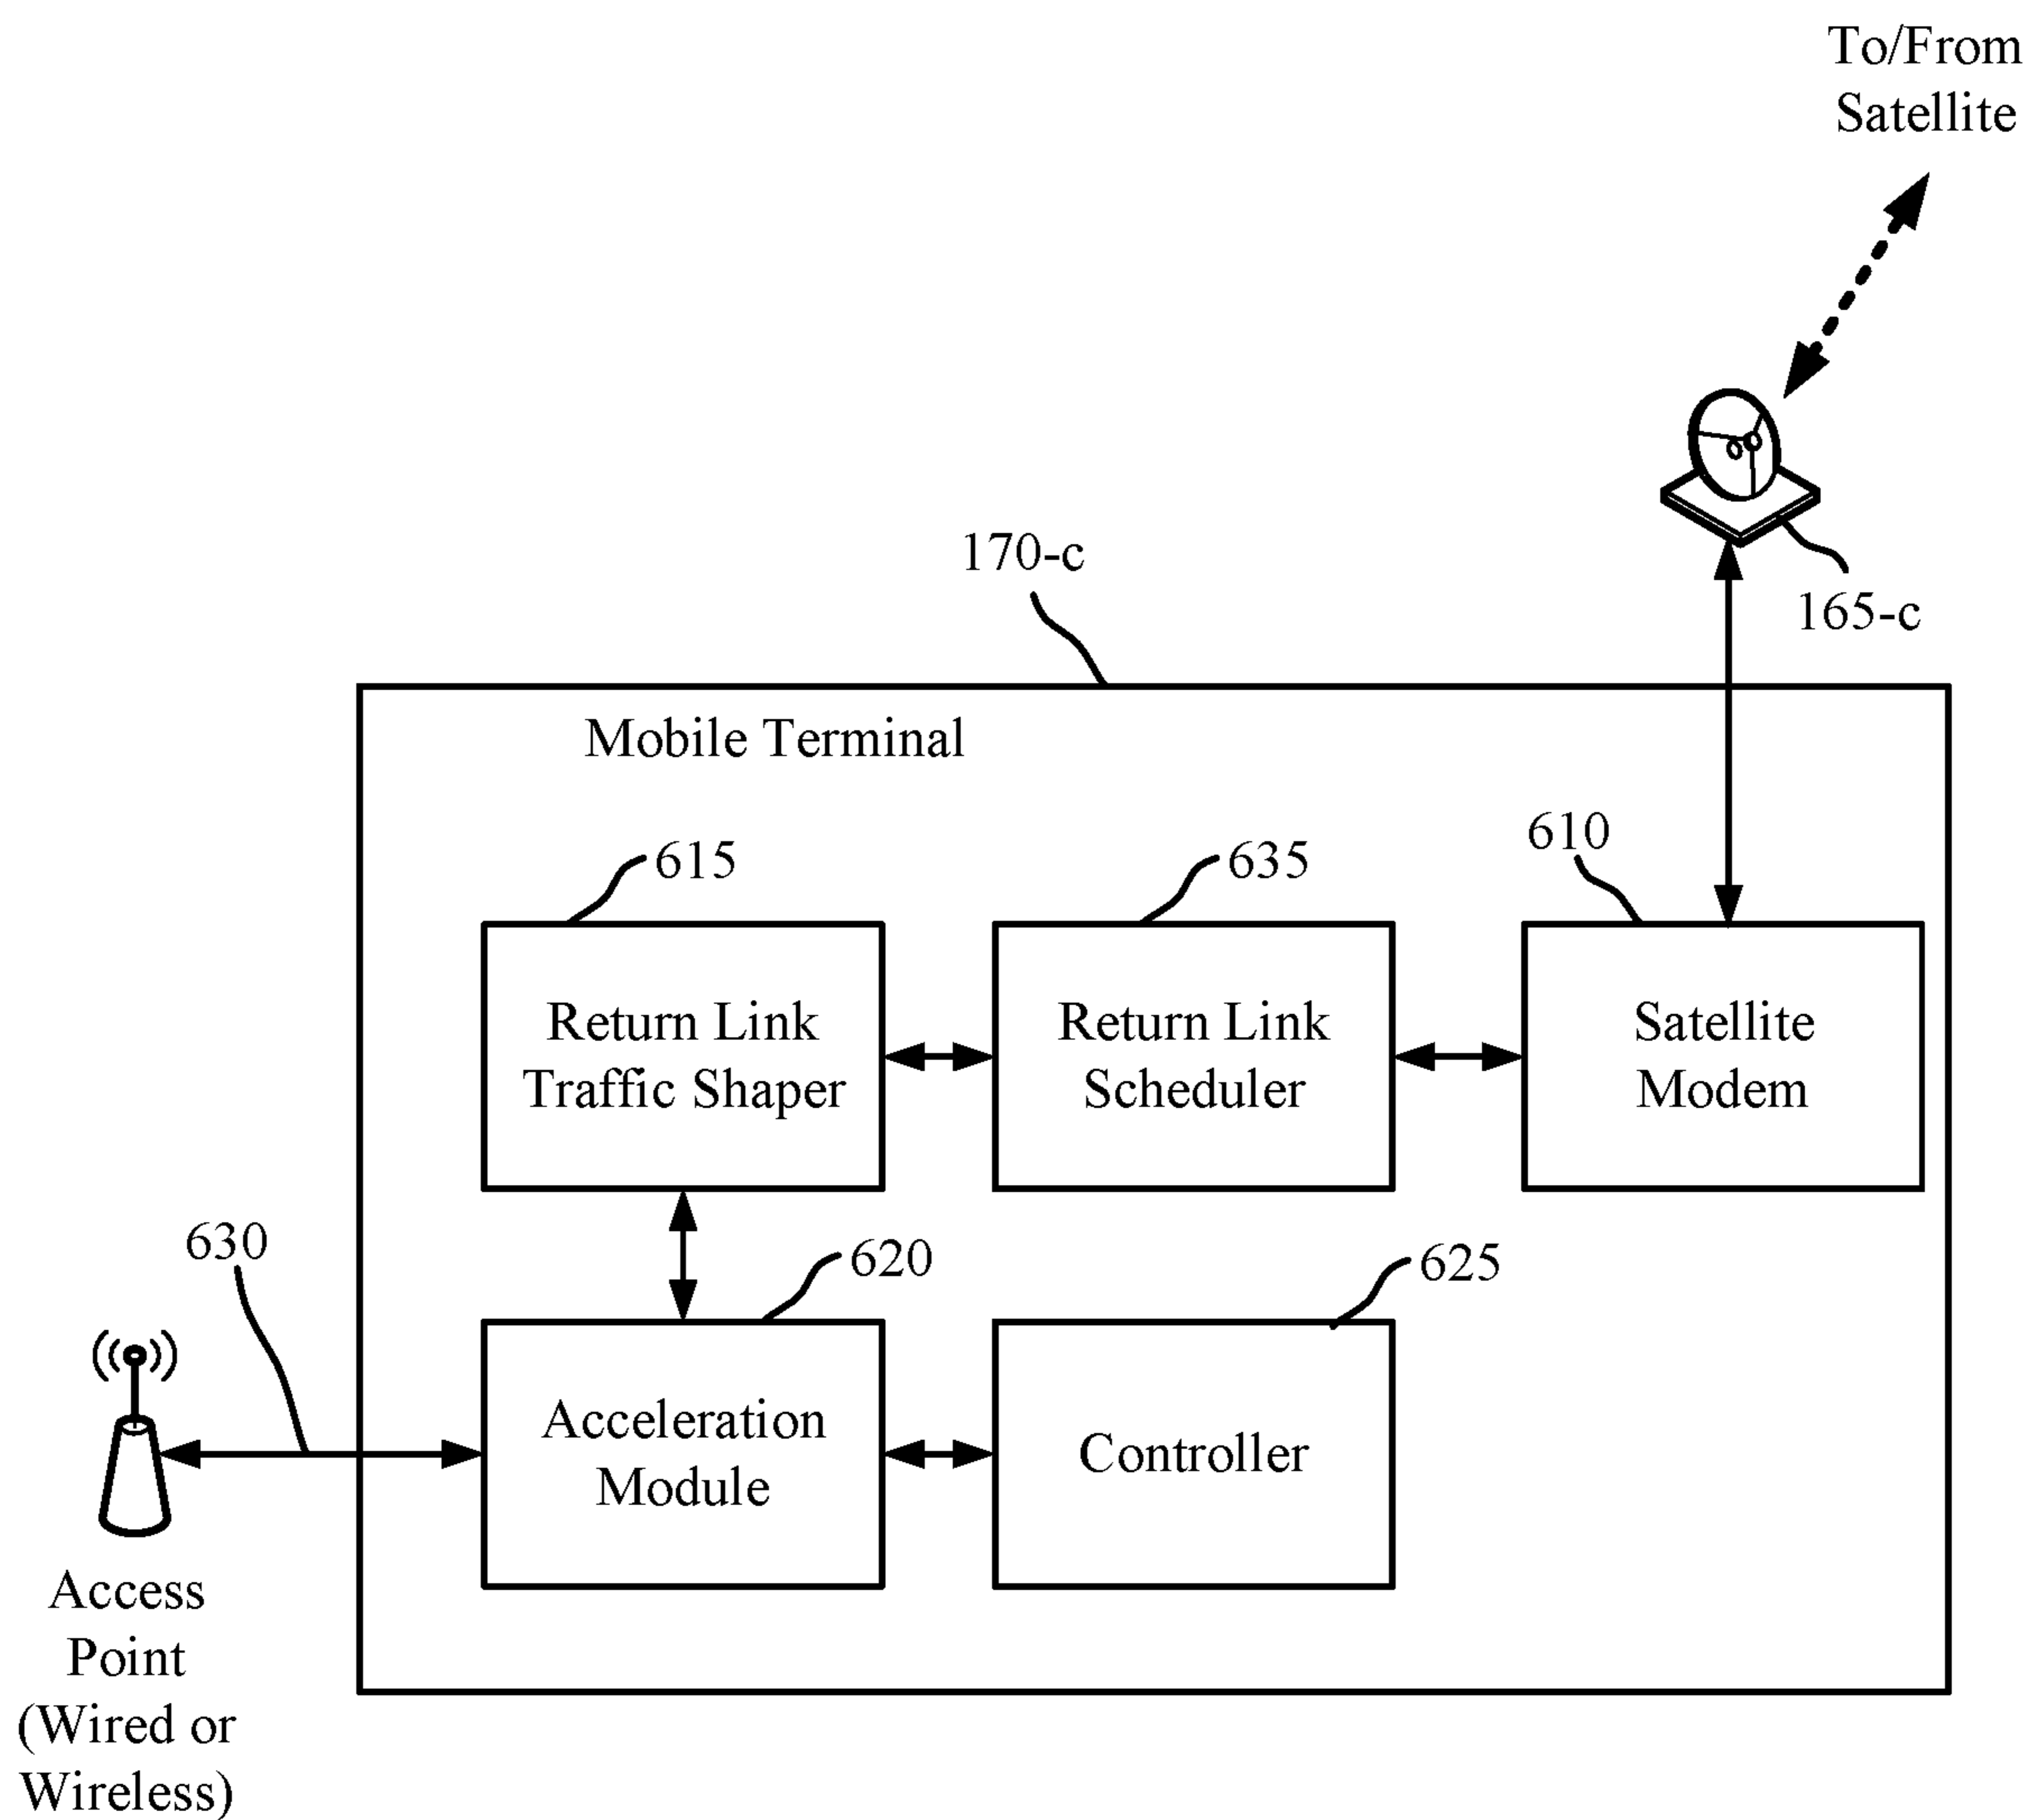 To/From
Satellite
170-c
165-c
Mobile Terminal
615
635
610
Return Link
Traffic Shaper
Return Link
Scheduler
Satellite
Modem
630
620
625
Acceleration
Module
Controller
Access
Point
(Wired or
Wireless)